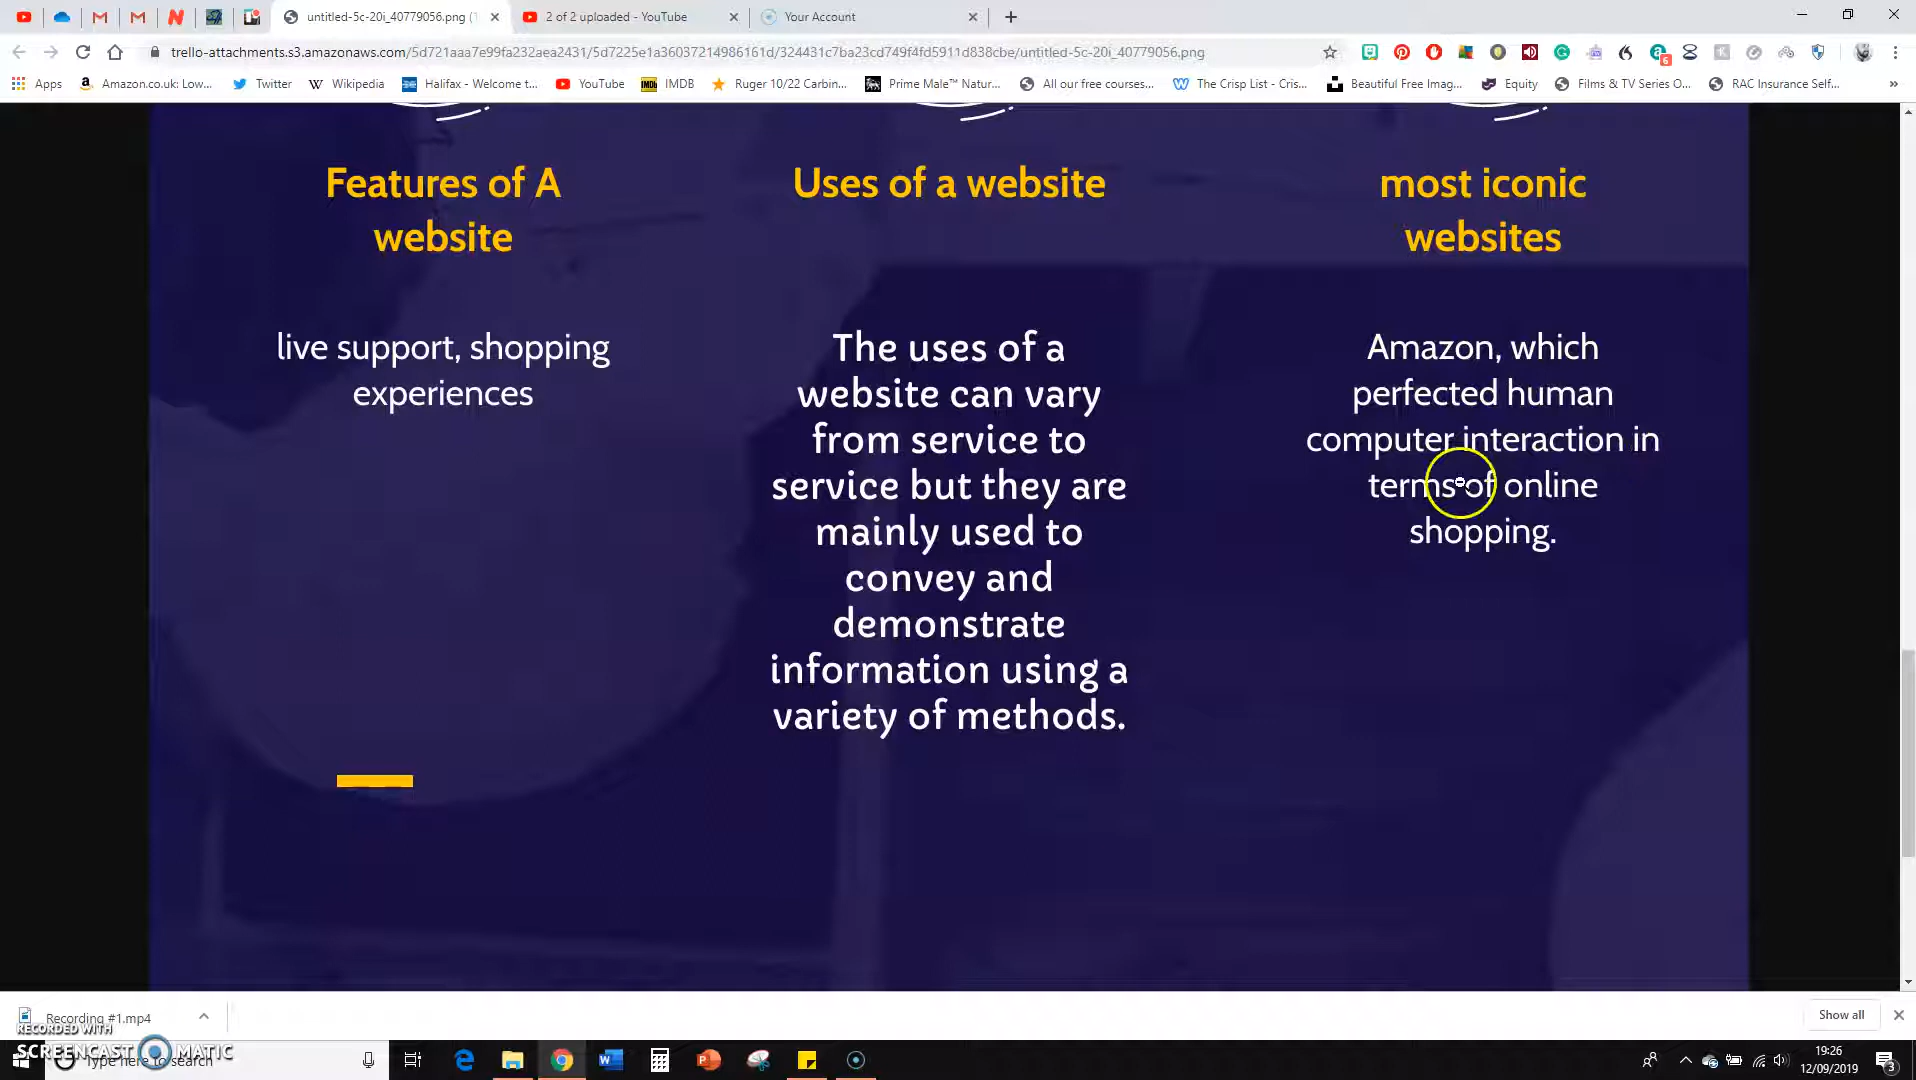 untitled-5c-20i_40779056.png (1
2 of 2 uploaded - YouTube
Your Account
trello-attachments.s3.amazonaws.com/5d721aaa7e99fa232aea2431/5d7225e1a36037214986161d/324431c7ba23cd749f4fd5911d838cbe/untitled-5c-20i_40779056.png
6
Apps
Amazon.co.uk: Low...
Twitter
Wikipedia
Halifax - Welcome t...
YouTube
IMDB
IMDB
Ruger 10/22 Carbin...
Prime Male™ Natur...
All our free courses...
The Crisp List - Cris...
Beautiful Free Imag...
Equity
Films & TV Series O...
RAC Insurance Self...
»
Features of A
website
live support, shopping
experiences
Uses of a website
The uses of a
website can vary
from service to
service but they are
mainly used to
convey and
demonstrate
information using a
variety of methods.
most iconic
websites
Amazon, which
perfected human
computer interaction in
terms of online
shopping.
Recording #1.mp4
Show all
RECORDED WITH
SCREENCAST MATIC
Type here to search
19:26
12/09/2019
3